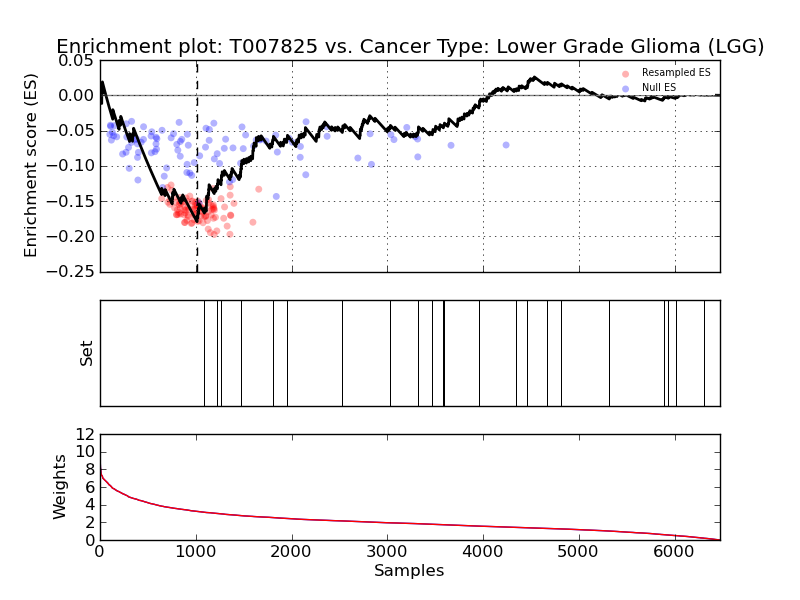 Enrichment plot: T007825 vs. Cancer Type: Lower Grade Glioma (LGG)
Enrichment score (ES)
0.05
0.00
−0.05
−0.10
−0.15
−0.20
−0.25
Resampled ES
Null ES
Set
Weights
12
10
8
6
4
2
0
0 1000 2000 3000 4000 5000 6000
Samples